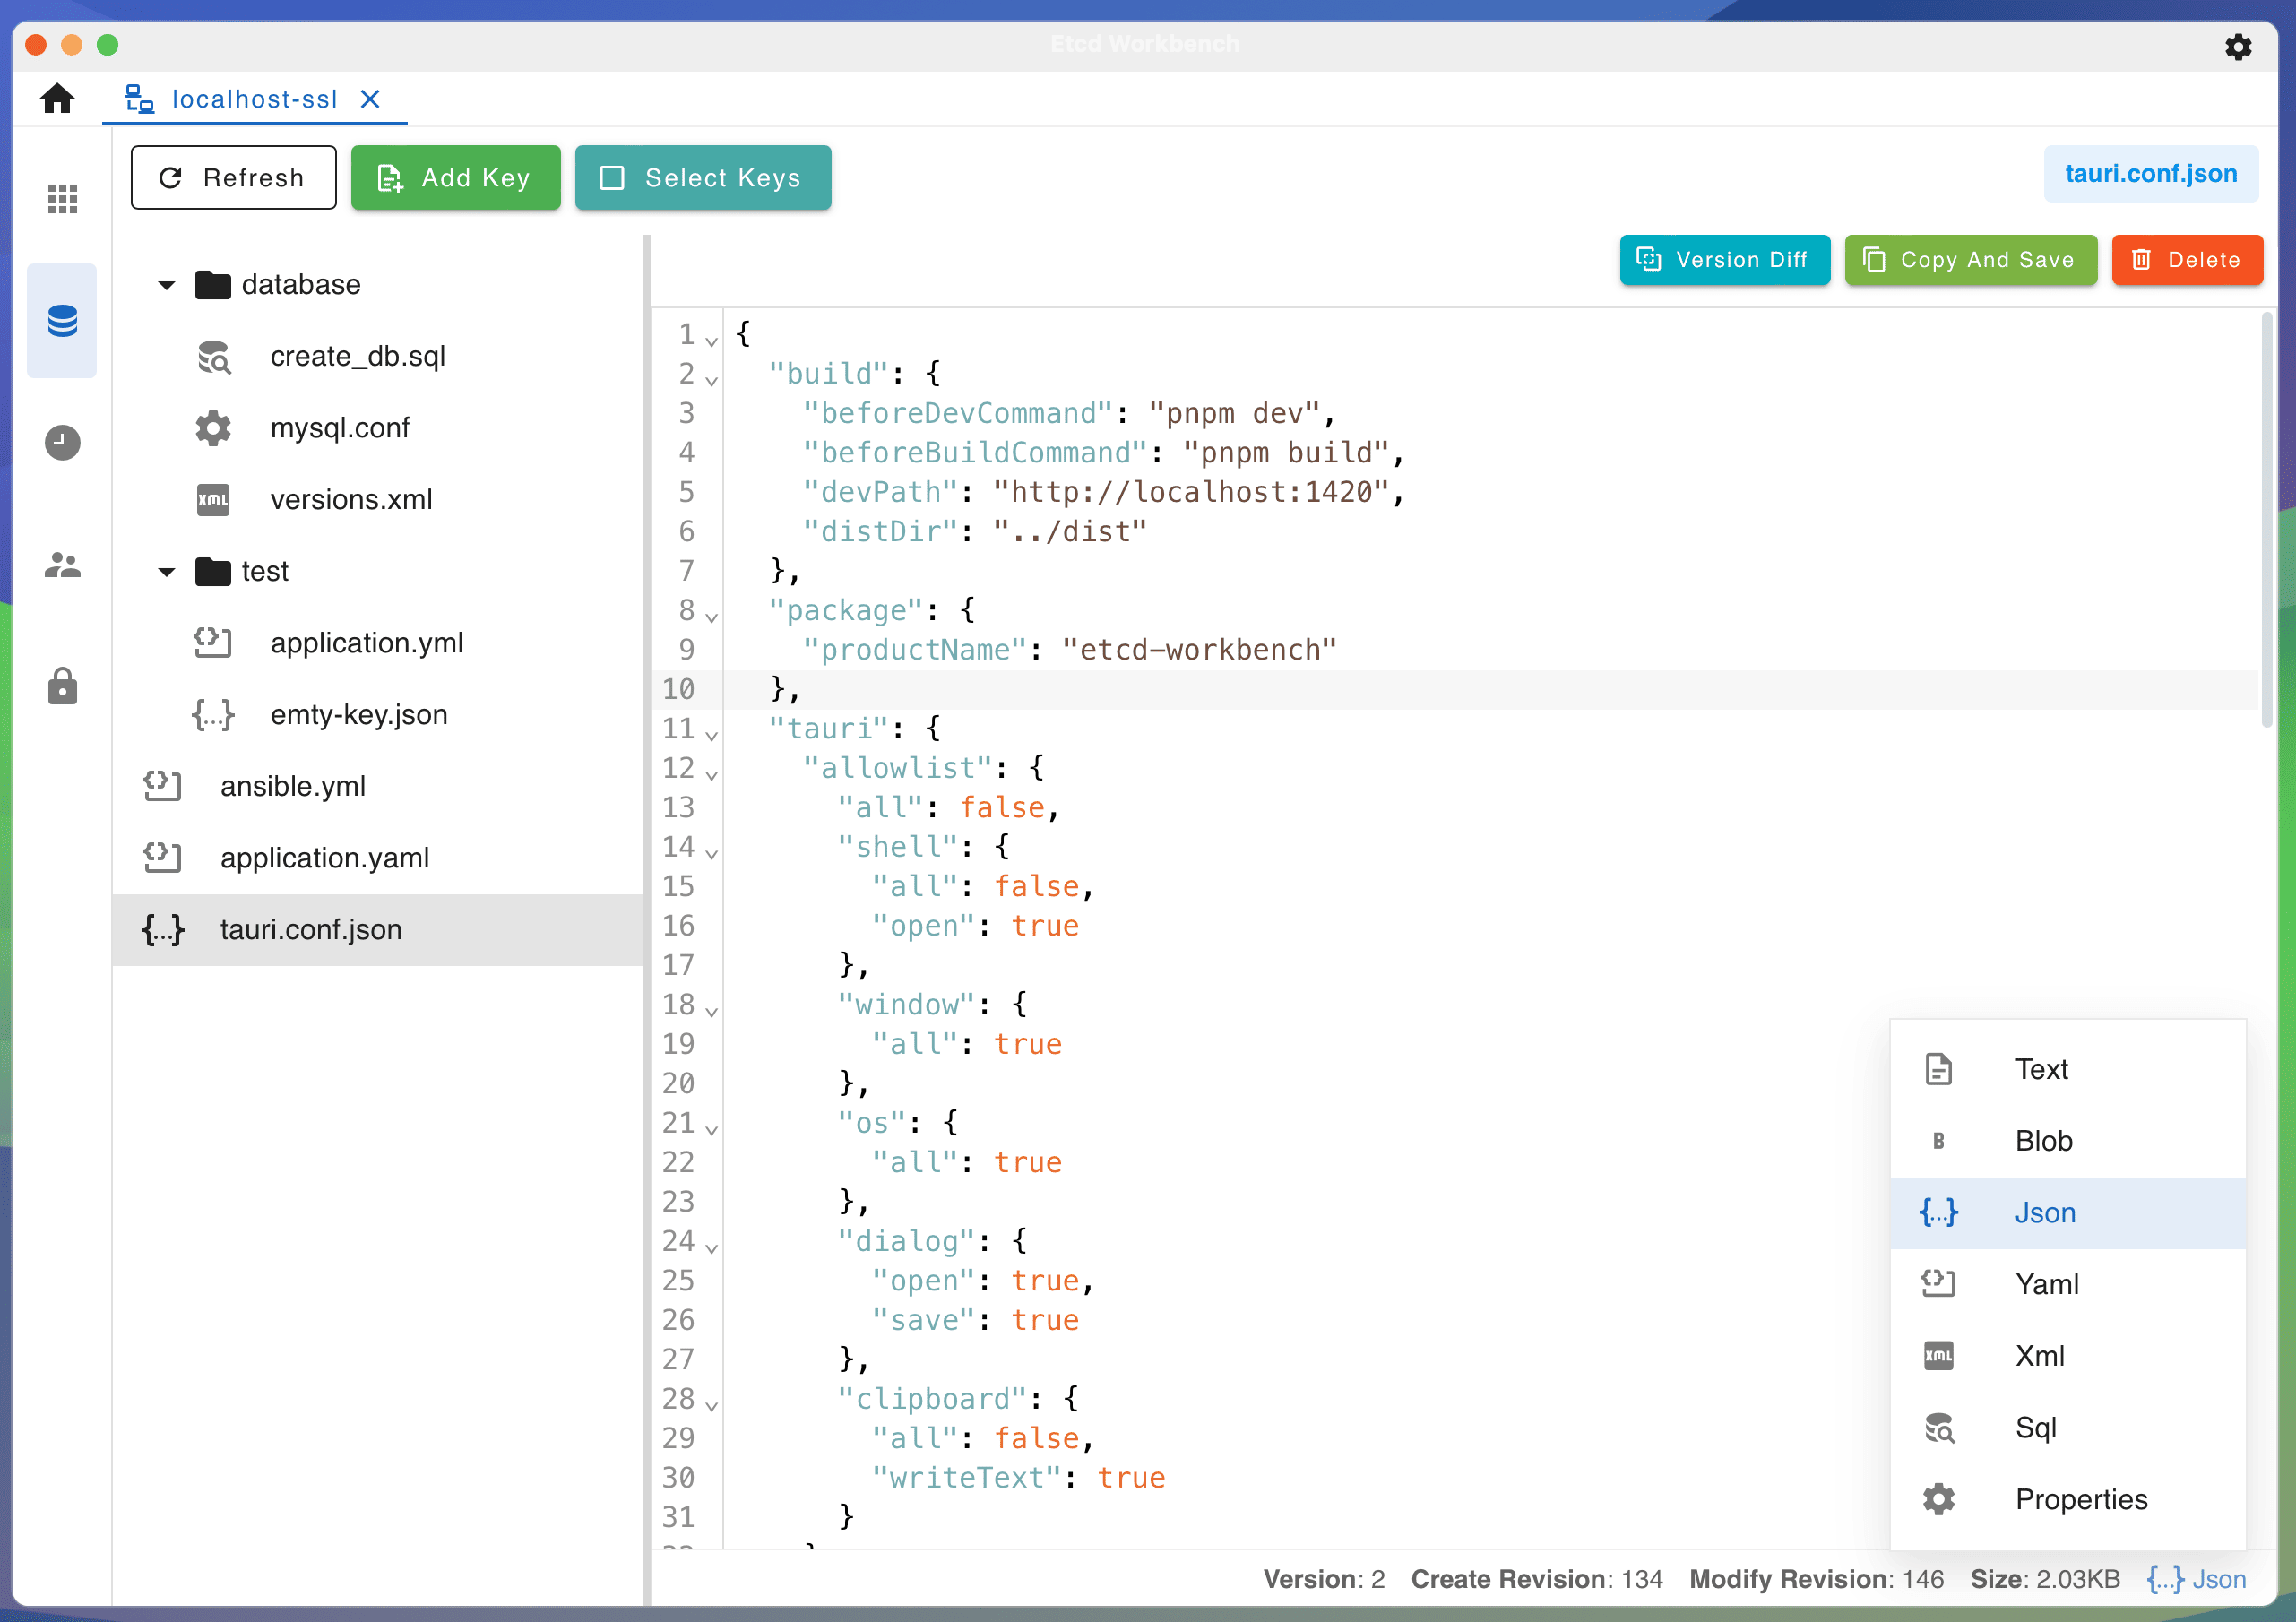 Etcd Workbench
localhost-ssl
Refresh
Add Key
Select Keys
tauri.conf.json
Version Diff
Copy And Save
Delete
database
create_db.sql
mysql.conf
XML versions.xml
test
application.yml
{...} emty-key.json
ansible.yml
application.yaml
{...} tauri.conf.json
1 {
2 "build": {
3 "beforeDevCommand": "pnpm dev",
4 "beforeBuildCommand": "pnpm build",
5 "devPath": "http://localhost:1420",
6 "distDir": "../dist"
7 },
8 "package": {
9 "productName": "etcd-workbench"
10 },
11 "tauri": {
12 "allowlist": {
13 "all": false,
14 "shell": {
15 "all": false,
16 "open": true
17 },
18 "window": {
19 "all": true
20 },
21 "os": {
22 "all": true
23 },
24 "dialog": {
25 "open": true,
26 "save": true
27 },
28 "clipboard": {
29 "all": false,
30 "writeText": true
31 }
Text
B Blob
{...} Json
Yaml
XML Xml
Sql
Properties
Version: 2 Create Revision: 134 Modify Revision: 146 Size: 2.03KB {...} Json